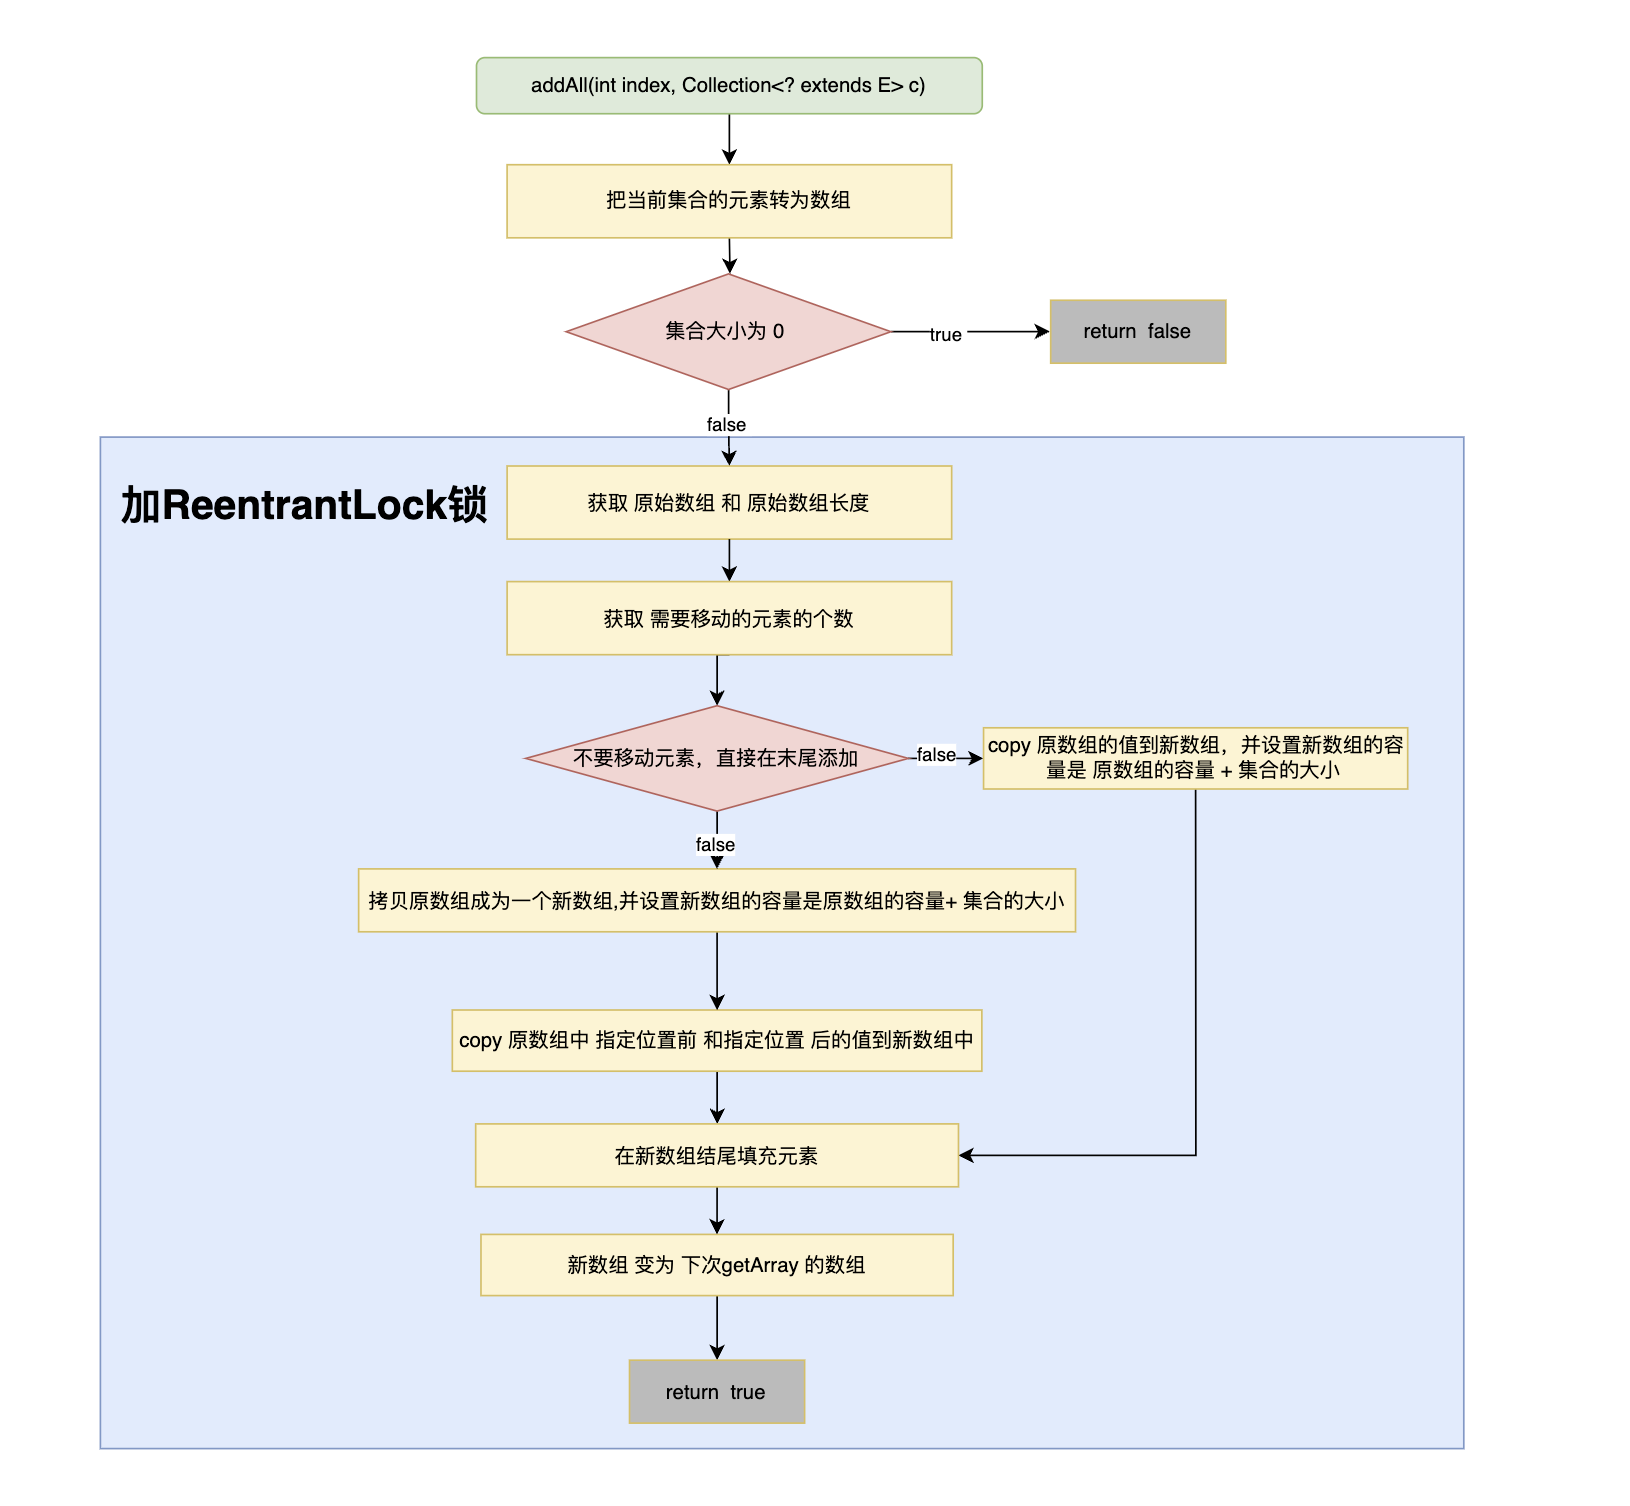 addAll(int index, Collection<? extends E> c)
把当前集合的元素转为数组
集合大小为 0
true
return false
false
加ReentrantLock锁
获取 原始数组 和 原始数组长度
获取 需要移动的元素的个数
不要移动元素，直接在末尾添加
false
copy 原数组的值到新数组，并设置新数组的容
量是 原数组的容量 + 集合的大小
false
拷贝原数组成为一个新数组,并设置新数组的容量是原数组的容量+ 集合的大小
copy 原数组中 指定位置前 和指定位置 后的值到新数组中
在新数组结尾填充元素
新数组 变为 下次getArray 的数组
return true